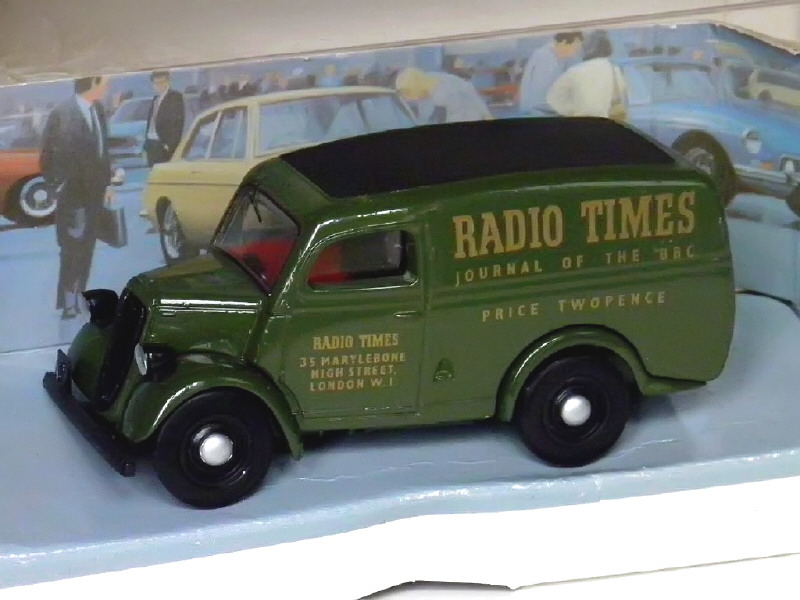 RADIO TIMES
JOURNAL OF THE BBC
PRICE TWOPENCE
RADIO TIMES
35 MARYLEBONE
HIGH STREET,
LONDON W.1